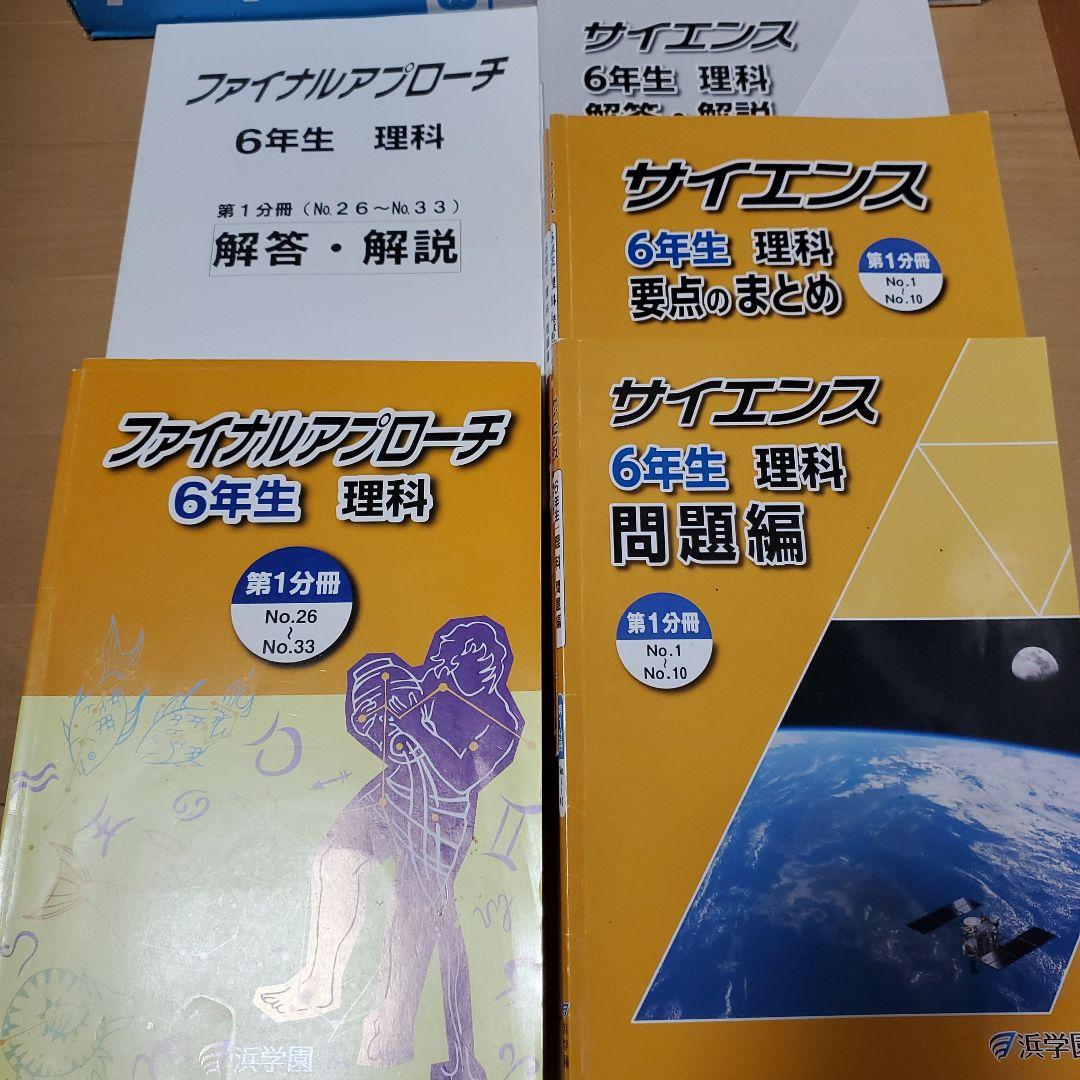 ファイナルアプローチ
6年生 理科
第1分冊(No.26〜No.33)
解答・解説
サイエンス
6年生 理科
解答・解説
サイエンス
6年生 理科
要点のまとめ
第1分冊
No.1
〜
No.10
ファイナルアプローチ
6年生 理科
第1分冊
No.26
〜
No.33
浜学園
サイエンス
6年生 理科
問題編
第1分冊
No.1
〜
No.10
浜学園